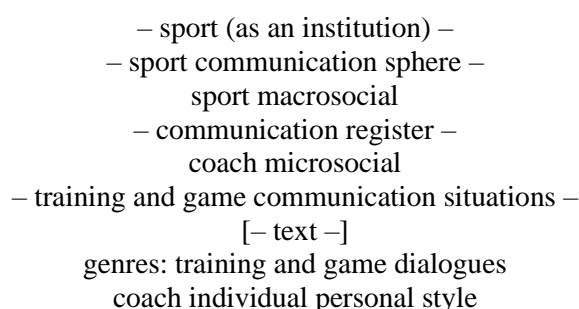 – sport (as an institution) –
– sport communication sphere –
sport macrosocial
– communication register –
coach microsocial
– training and game communication situations –
[– text –]
genres: training and game dialogues
coach individual personal style